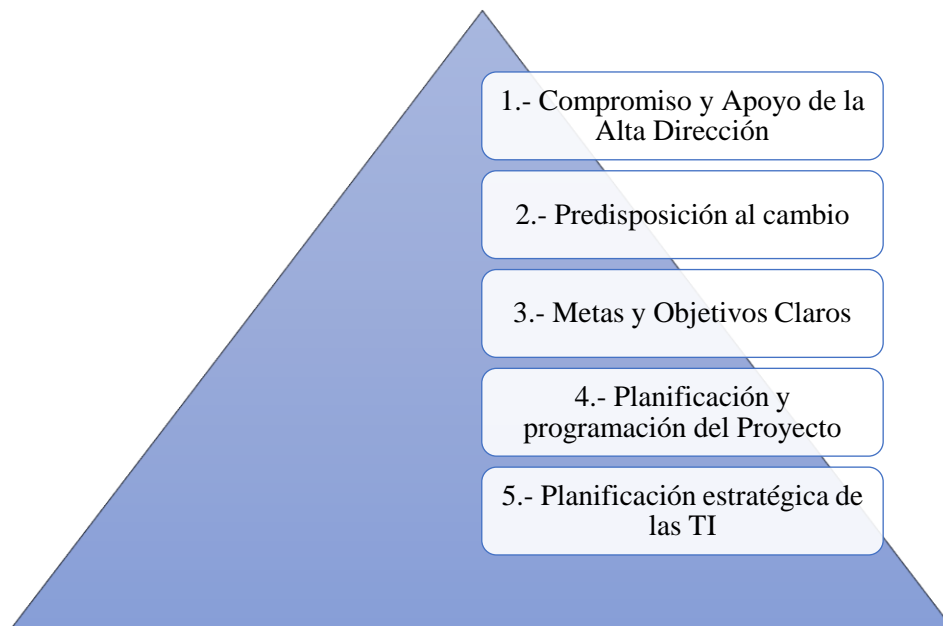 1.- Compromiso y Apoyo de la
Alta Dirección
2.- Predisposición al cambio
3.- Metas y Objetivos Claros
4.- Planificación y
programación del Proyecto
5.- Planificación estratégica de
las TI